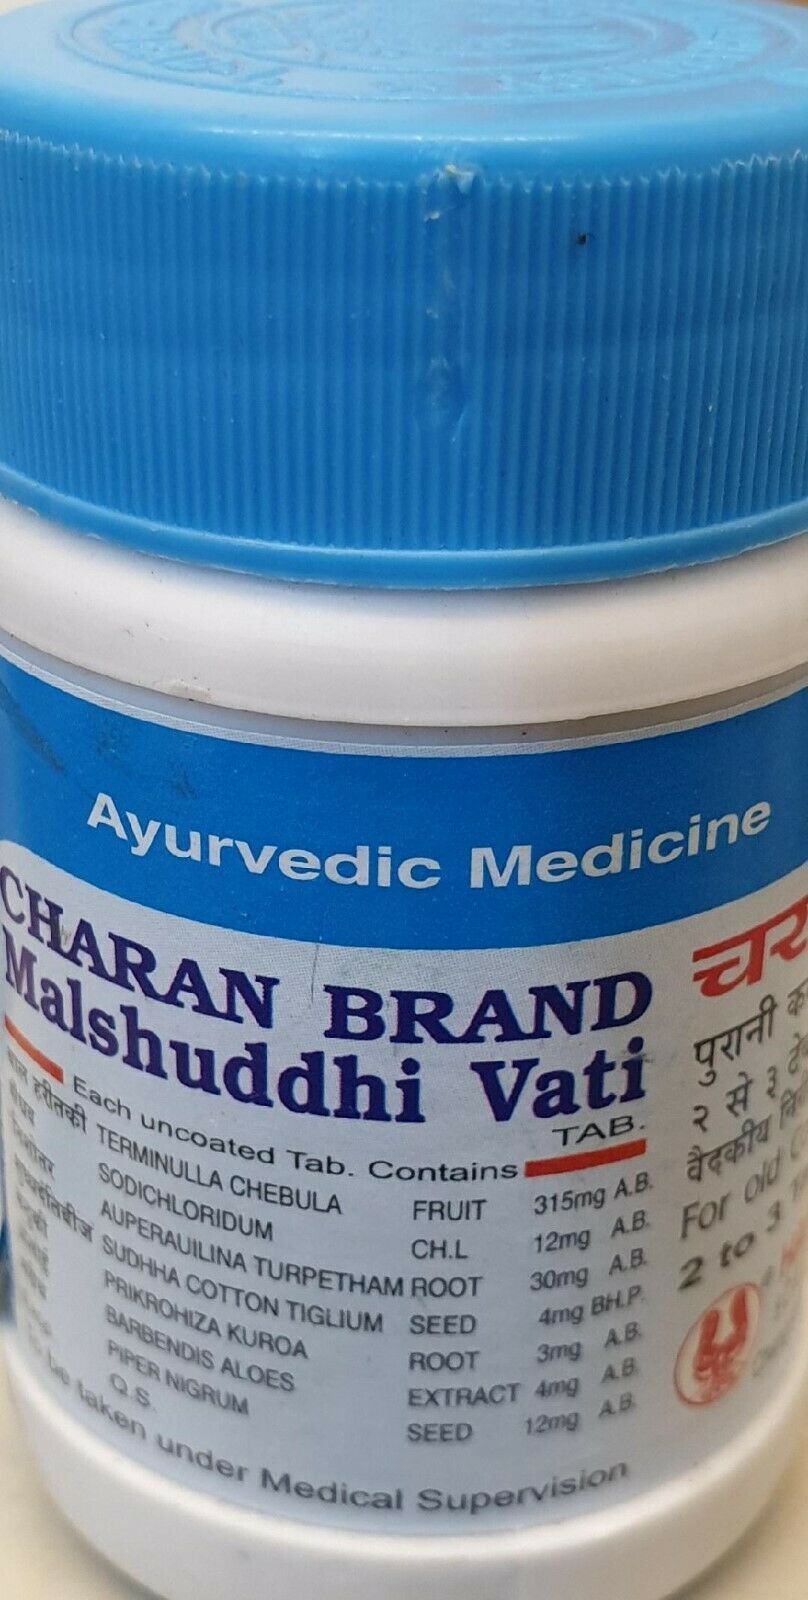 Ayurvedic Medicine
CHARAN BRAND
Malshuddhi Vati
TAB.
Each uncoated Tab. Contains
हरीतकी TERMINULLA CHEBULA FRUIT 315mg A.B.
SODICHLORIDUM CH.L 12mg A.B.
AUPERAUILINA TURPETHAM ROOT 30mg A.B.
SUDHHA COTTON TIGLIUM SEED 4mg BH.P.
PRIKROHIZA KUROA ROOT 3mg A.B.
BARBENDIS ALOES EXTRACT 4mg A.B.
PIPER NIGRUM SEED 12mg A.B.
Q.S.
be taken under Medical Supervision
पुरानी
२ से ३
वैदकीय
For old
2 to 3